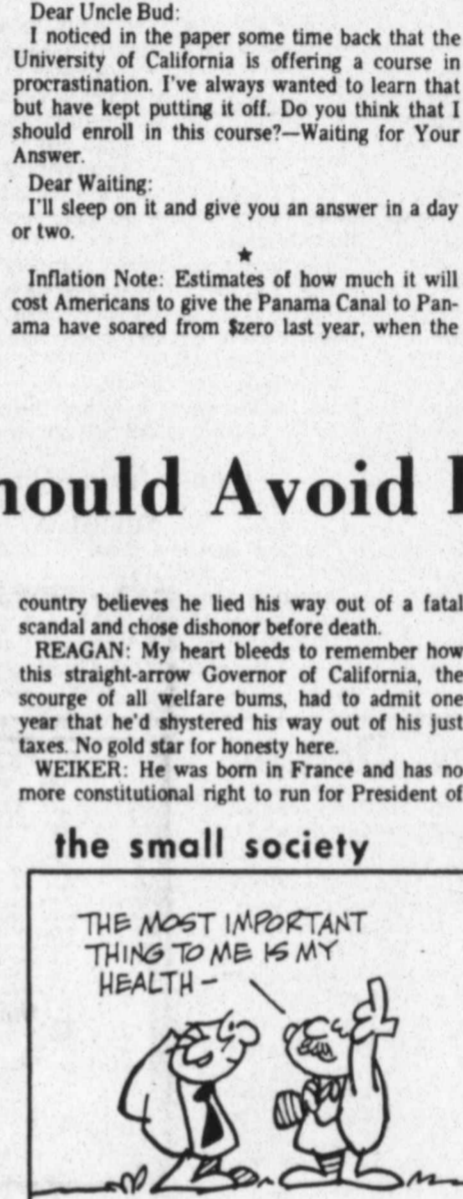 Dear Uncle Bud:
I noticed in the paper some time back that the
University of California is offering a course in
procrastination. I've always wanted to learn that
but have kept putting it off. Do you think that I
should enroll in this course?—Waiting for Your
Answer.
Dear Waiting:
I'll sleep on it and give you an answer in a day
or two.
★
Inflation Note: Estimates of how much it will
cost Americans to give the Panama Canal to Pan-
ama have soared from $zero last year, when the
hould Avoid
country believes he lied his way out of a fatal
scandal and chose dishonor before death.
REAGAN: My heart bleeds to remember how
this straight-arrow Governor of California, the
scourge of all welfare bums, had to admit one
year that he'd shystered his way out of his just
taxes. No gold star for honesty here.
WEIKER: He was born in France and has no
more constitutional right to run for President of
the small society
THE MOST IMPORTANT
THING TO ME IS MY
HEALTH –